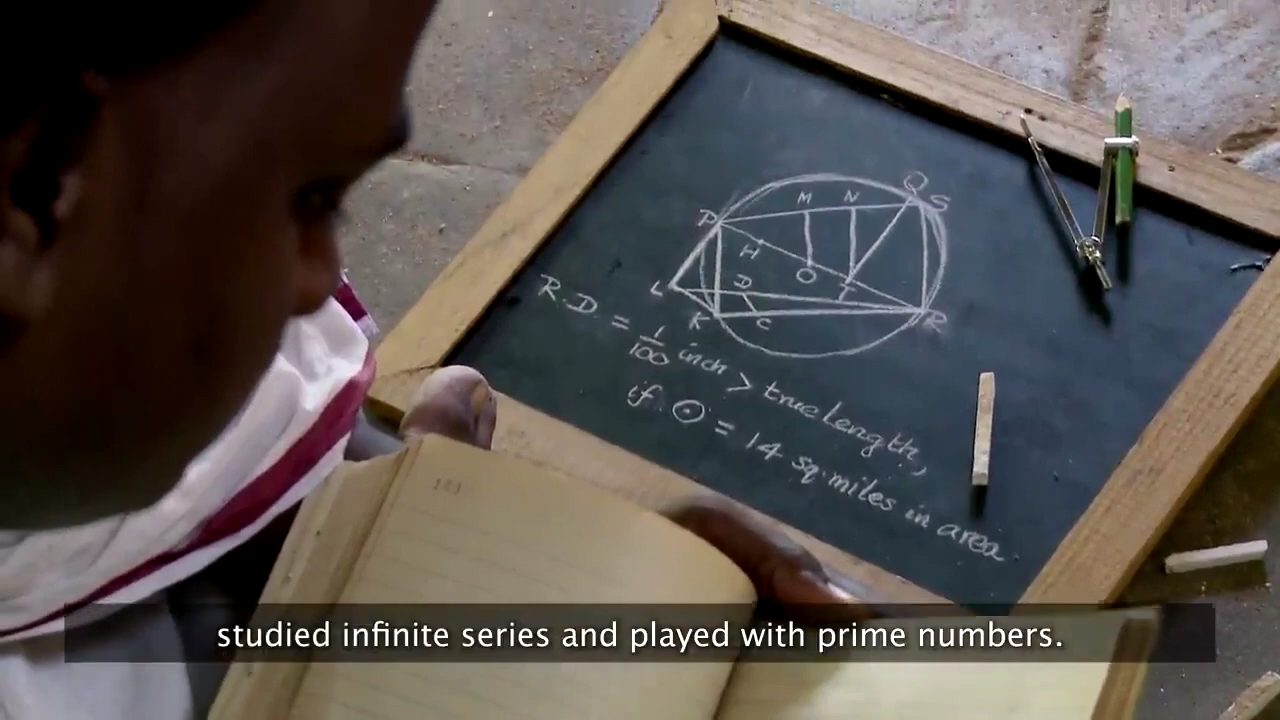 Q
M N S
P
H
O
D T
L
K C R
R.D. = 1/100 inch > true length,
if ⊙ = 14 sq. miles in area
studied infinite series and played with prime numbers.